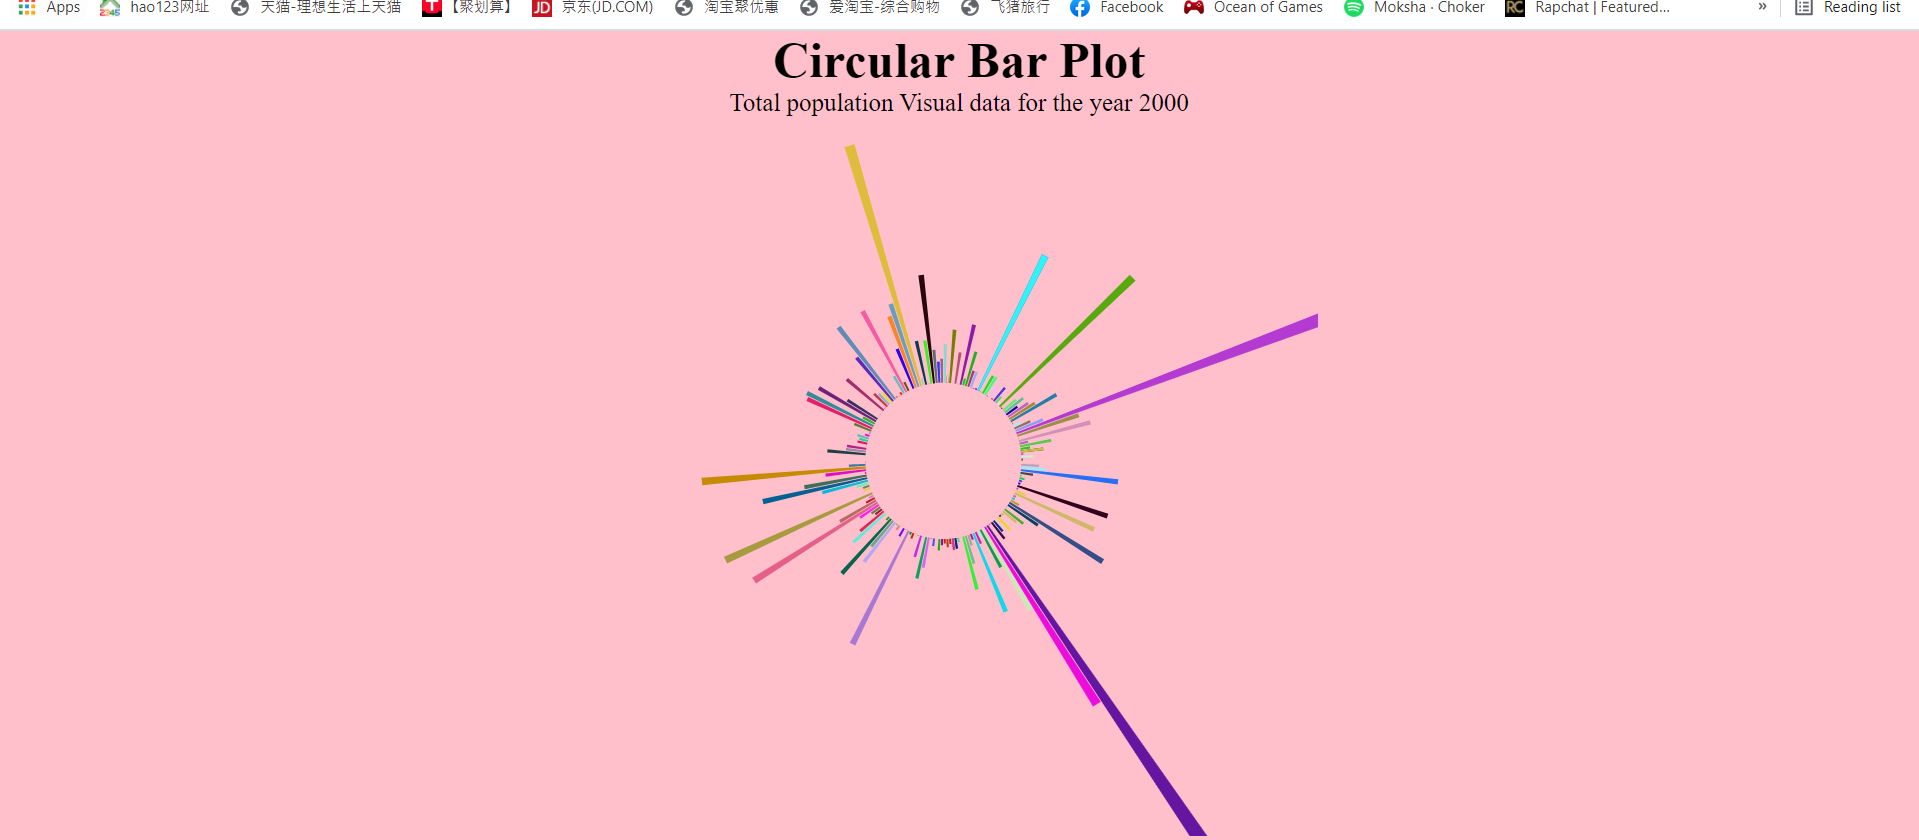 Apps 2345 hao123网址 天猫-理想生活上天猫 T 【聚划算】 JD 京东(JD.COM) 淘宝聚优惠 爱淘宝-综合购物 飞猪旅行 Facebook Ocean of Games Moksha · Choker RC Rapchat | Featured... » Reading list
Circular Bar Plot
Total population Visual data for the year 2000